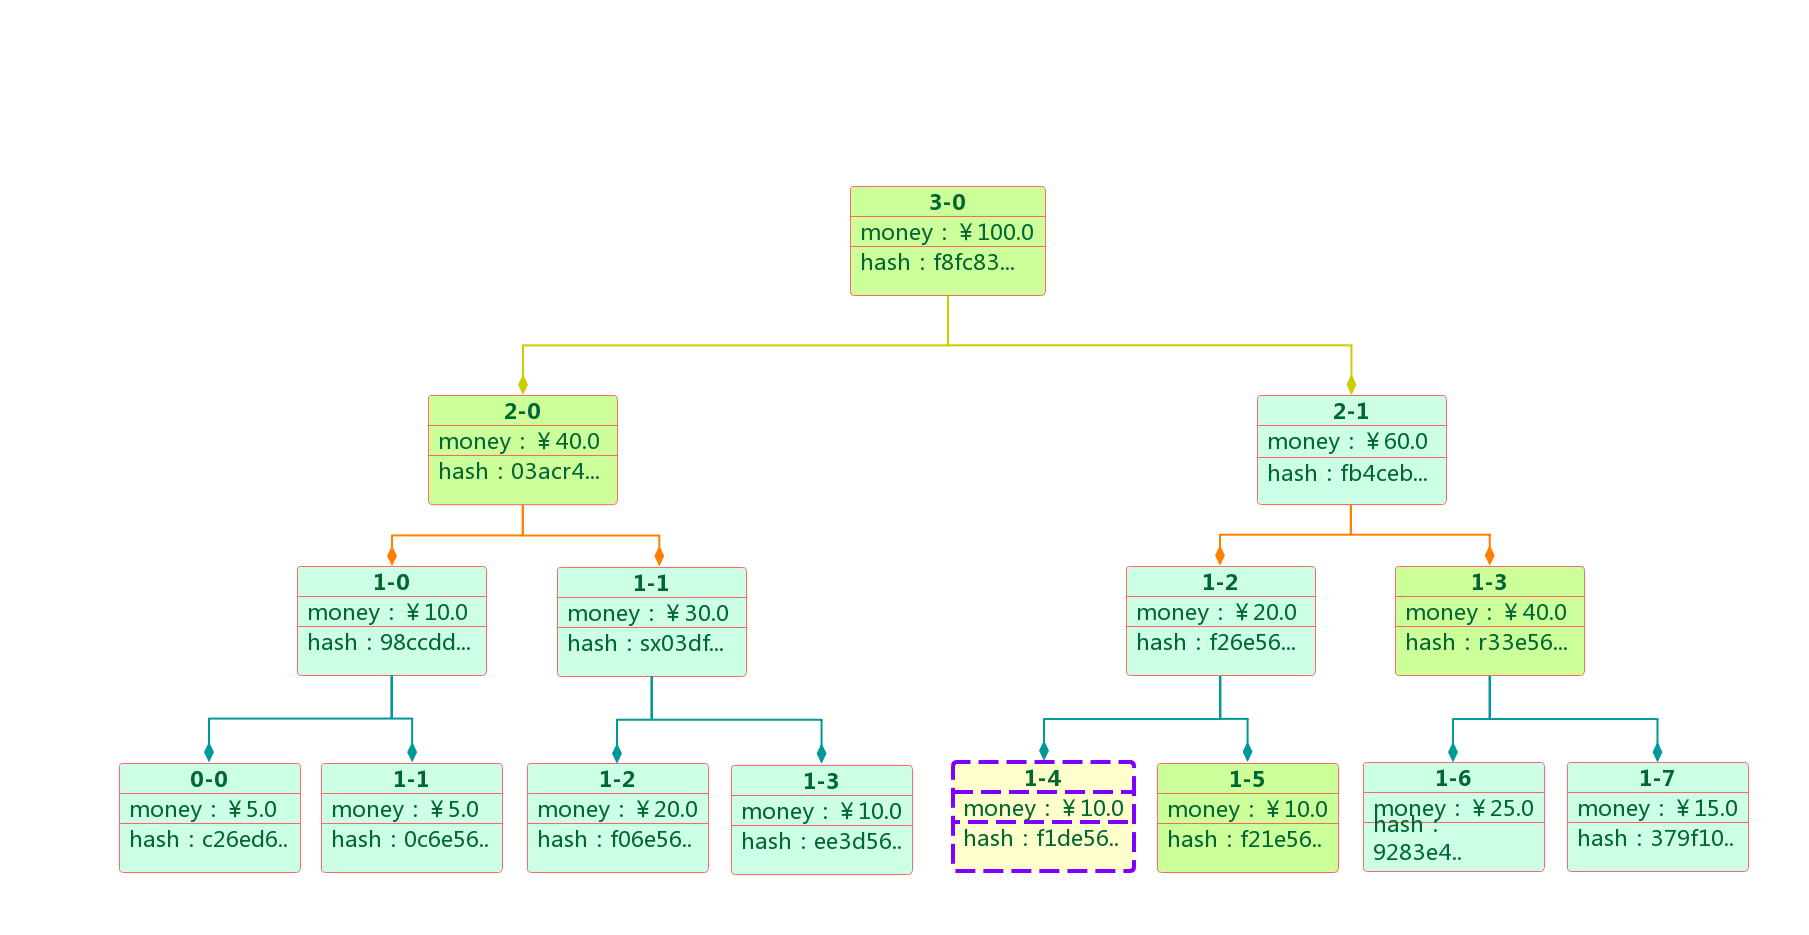 3-0
money：￥100.0
hash：f8fc83...
2-0
money：￥40.0
hash：03acr4...
2-1
money：￥60.0
hash：fb4ceb...
1-0
money：￥10.0
hash：98ccdd...
1-1
money：￥30.0
hash：sx03df...
1-2
money：￥20.0
hash：f26e56...
1-3
money：￥40.0
hash：r33e56...
0-0
money：￥5.0
hash：c26ed6..
1-1
money：￥5.0
hash：0c6e56..
1-2
money：￥20.0
hash：f06e56..
1-3
money：￥10.0
hash：ee3d56..
1-4
money：￥10.0
hash：f1de56..
1-5
money：￥10.0
hash：f21e56..
1-6
money：￥25.0
hash：
9283e4..
1-7
money：￥15.0
hash：379f10..